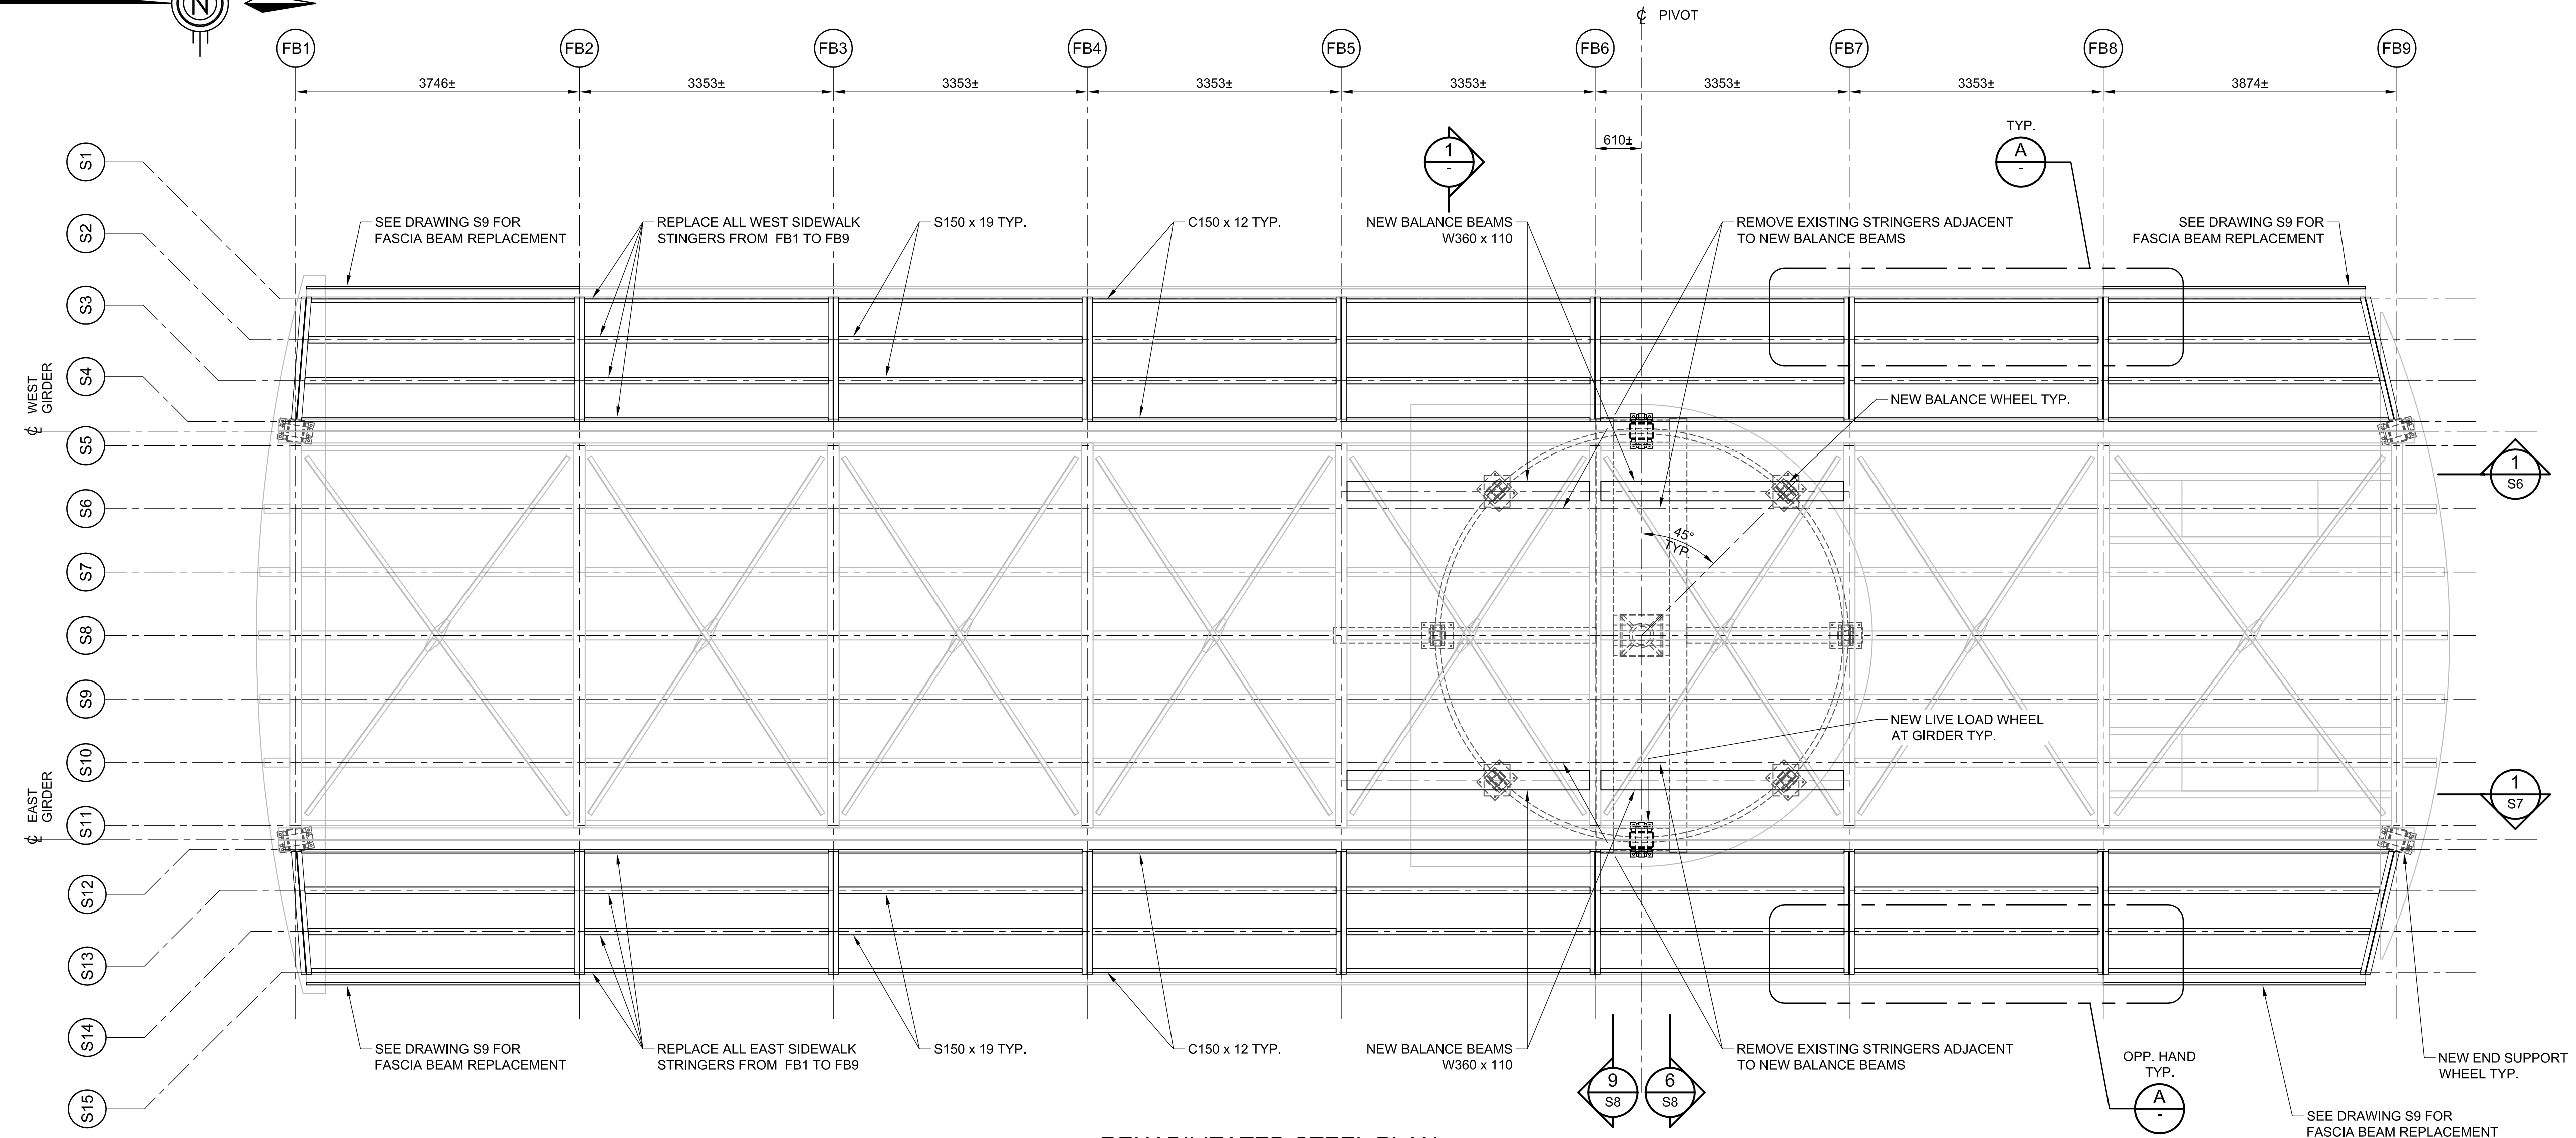 N
℄ PIVOT
FB1 FB2 FB3 FB4 FB5 FB6 FB7 FB8 FB9
3746± 3353± 3353± 3353± 3353± 3353± 3353± 3874±
610±
1
-
TYP.
A
-
S1
S2
S3
S4
S5
S6
S7
S8
S9
S10
S11
S12
S13
S14
S15
℄ WEST
GIRDER
℄ EAST
GIRDER
SEE DRAWING S9 FOR
FASCIA BEAM REPLACEMENT
REPLACE ALL WEST SIDEWALK
STINGERS FROM FB1 TO FB9
S150 x 19 TYP.
C150 x 12 TYP.
NEW BALANCE BEAMS
W360 x 110
REMOVE EXISTING STRINGERS ADJACENT
TO NEW BALANCE BEAMS
SEE DRAWING S9 FOR
FASCIA BEAM REPLACEMENT
NEW BALANCE WHEEL TYP.
1
S6
45°
TYP.
NEW LIVE LOAD WHEEL
AT GIRDER TYP.
1
S7
SEE DRAWING S9 FOR
FASCIA BEAM REPLACEMENT
REPLACE ALL EAST SIDEWALK
STRINGERS FROM FB1 TO FB9
S150 x 19 TYP.
C150 x 12 TYP.
NEW BALANCE BEAMS
W360 x 110
REMOVE EXISTING STRINGERS ADJACENT
TO NEW BALANCE BEAMS
9
S8
6
S8
OPP. HAND
TYP.
A
-
NEW END SUPPORT
WHEEL TYP.
SEE DRAWING S9 FOR
FASCIA BEAM REPLACEMENT